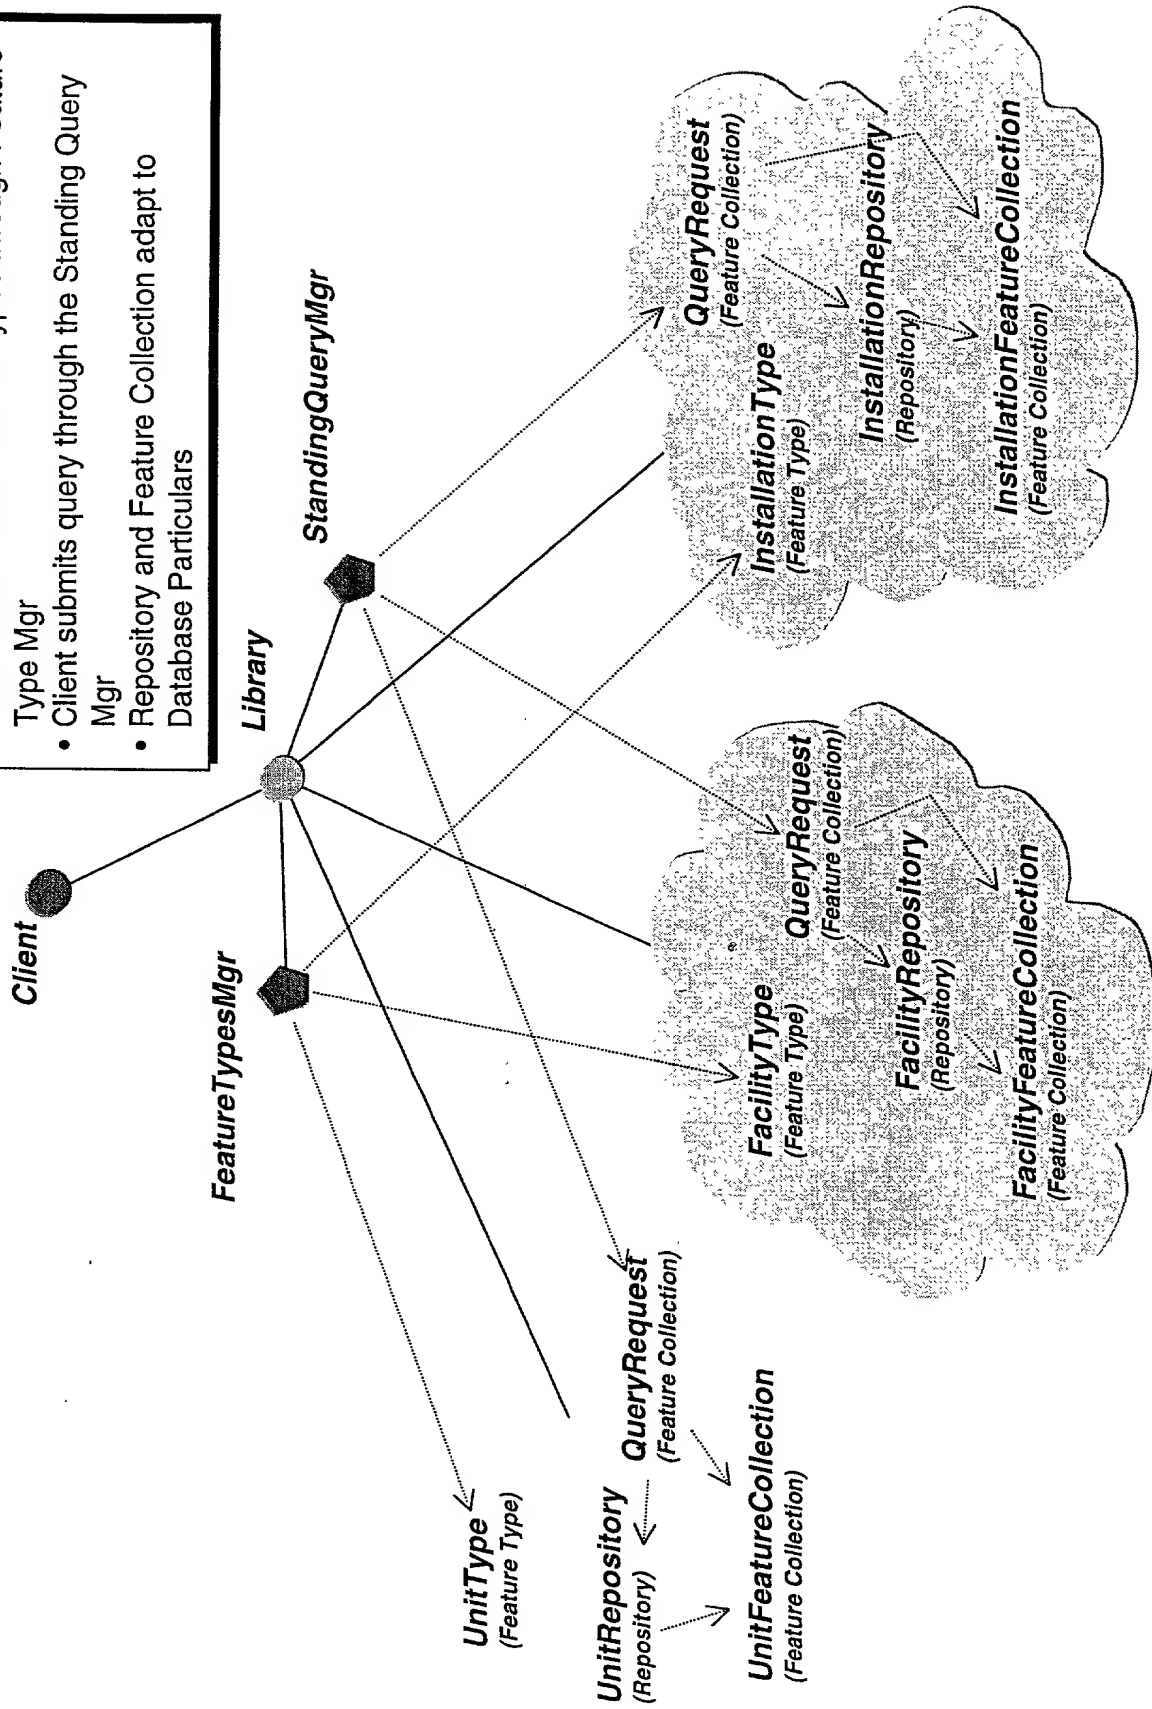 Type Mgr
• Client submits query through the Standing Query
Mgr
• Repository and Feature Collection adapt to
Database Particulars
Client
Library
FeatureTypesMgr
StandingQueryMgr
UnitType
(Feature Type)
UnitRepository
(Repository)
QueryRequest
(Feature Collection)
UnitFeatureCollection
(Feature Collection)
FacilityType
(Feature Type)
QueryRequest
(Feature Collection)
FacilityRepository
(Repository)
FacilityFeatureCollection
(Feature Collection)
InstallationType
(Feature Type)
QueryRequest
(Feature Collection)
InstallationRepository
(Repository)
InstallationFeatureCollection
(Feature Collection)